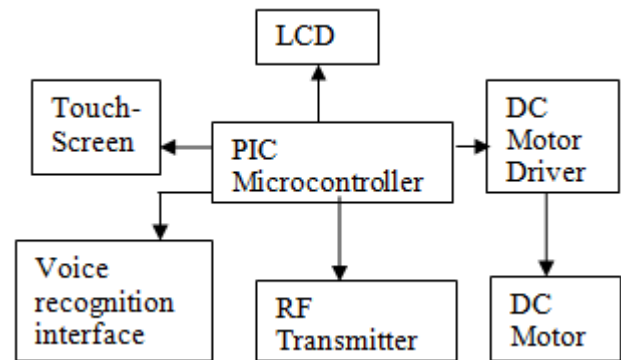 LCD
Touch-
Screen
PIC
Microcontroller
DC
Motor
Driver
Voice
recognition
interface
RF
Transmitter
DC
Motor